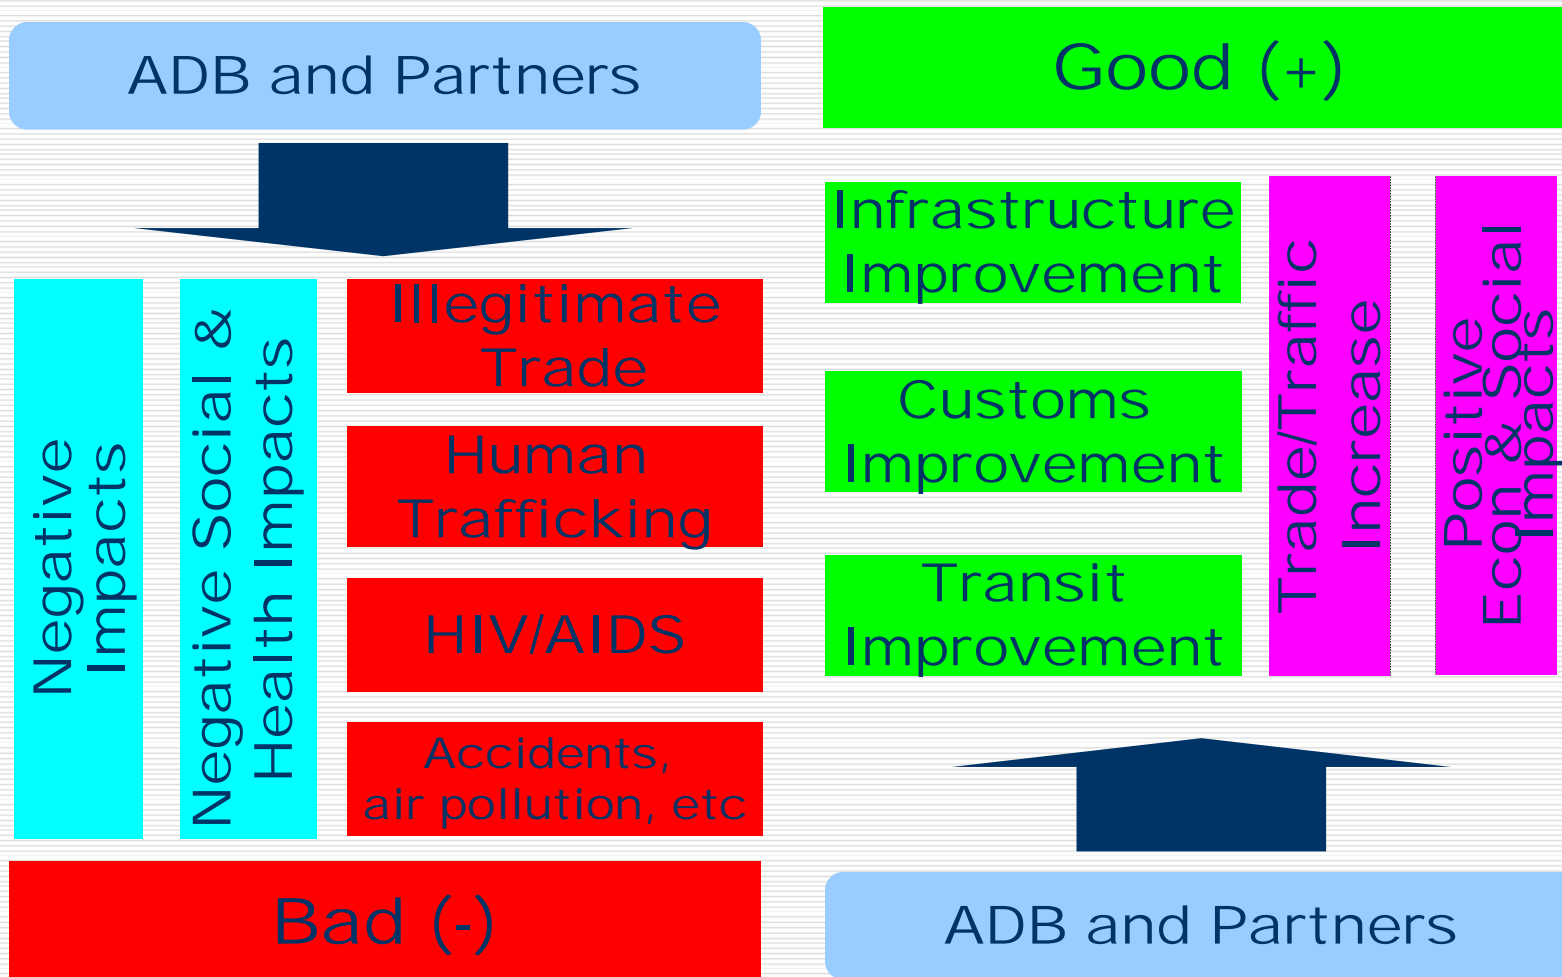 ADB and Partners
Negative
Impacts
Negative Social &
Health Impacts
Illegitimate
Trade
Human
Trafficking
HIV/AIDS
Accidents,
air pollution, etc
Bad (-)
Good (+)
Infrastructure
Improvement
Customs
Improvement
Transit
Improvement
Trade/Traffic
Increase
Positive
Econ & Social
Impacts
ADB and Partners